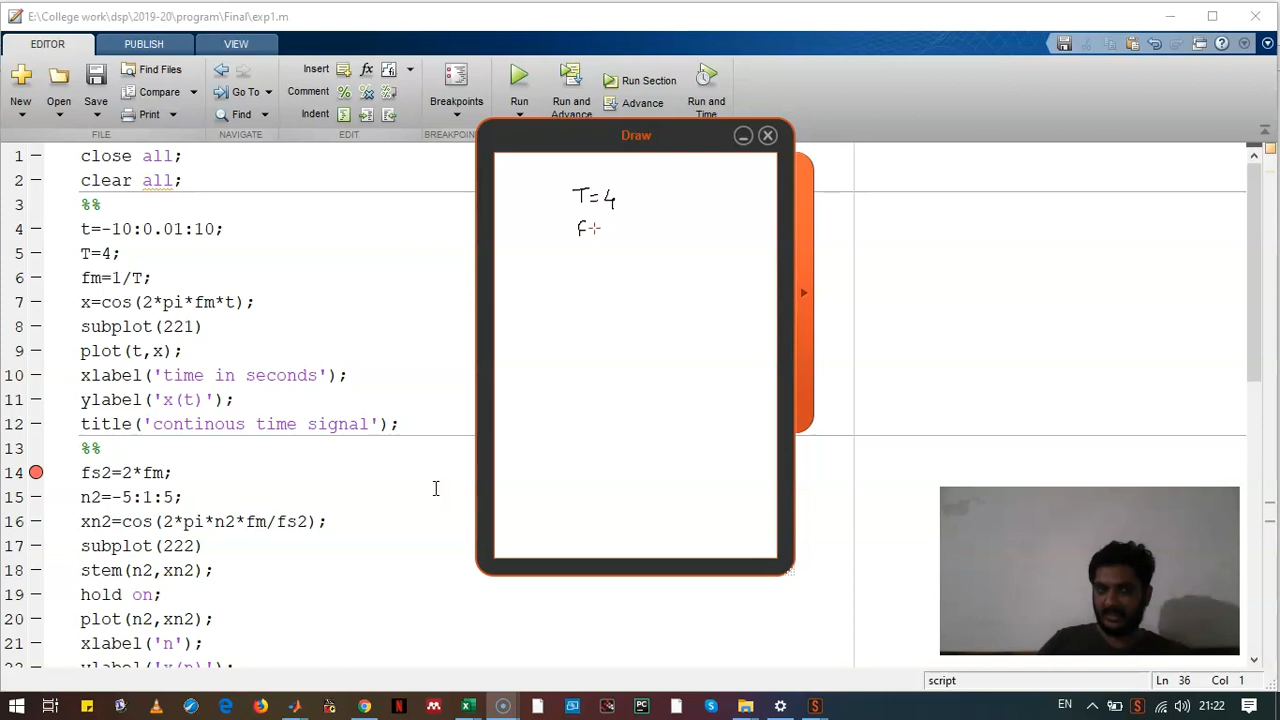 E:\College work\dsp\2019-20\program\Final\exp1.m
EDITOR
PUBLISH
VIEW
New
Open
Save
Find Files
Compare
Print
FILE
Go To
Find
NAVIGATE
Insert
Comment
Indent
EDIT
Breakpoints
BREAKPOIN
Run
Run and
Advance
Run Section
Advance
Run and
Time
Draw
T=4
f
1
close all;
2
clear all;
3
%%
4
t=-10:0.01:10;
5
T=4;
6
fm=1/T;
7
x=cos(2*pi*fm*t);
8
subplot(221)
9
plot(t,x);
10
xlabel('time in seconds');
11
ylabel('x(t)');
12
title('continous time signal');
13
%%
14
fs2=2*fm;
15
n2=-5:1:5;
16
xn2=cos(2*pi*n2*fm/fs2);
17
subplot(222)
18
stem(n2,xn2);
19
hold on;
20
plot(n2,xn2);
21
xlabel('n');
22
ylabel('x(n)');
script
Ln 36 Col 1
EN
21:22